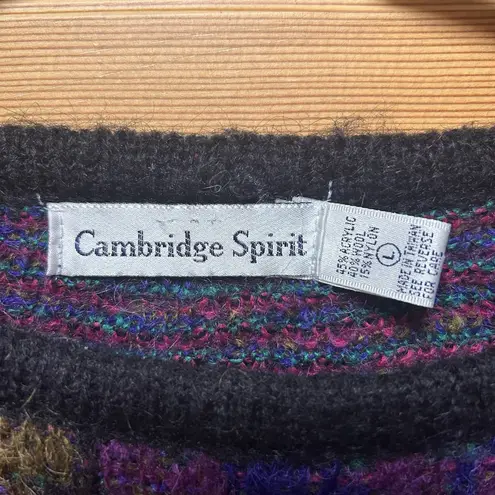 Cambridge Spirit
45% ACRYLIC
40% WOOL
15% NYLON
L
MADE IN TAIWAN
SEE REVERSE
FOR CARE